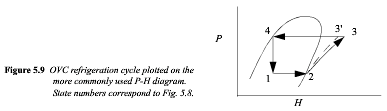 Figure 5.9 OVC refrigeration cycle plotted on the
more commonly used P-H diagram.
State numbers correspond to Fig. 5.8.
P
4
3'
3
1
2
H